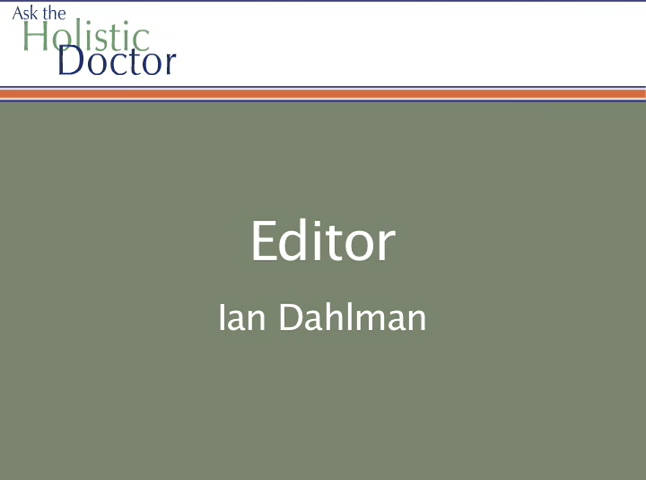 Ask the
Holistic
Doctor
Editor
Ian Dahlman